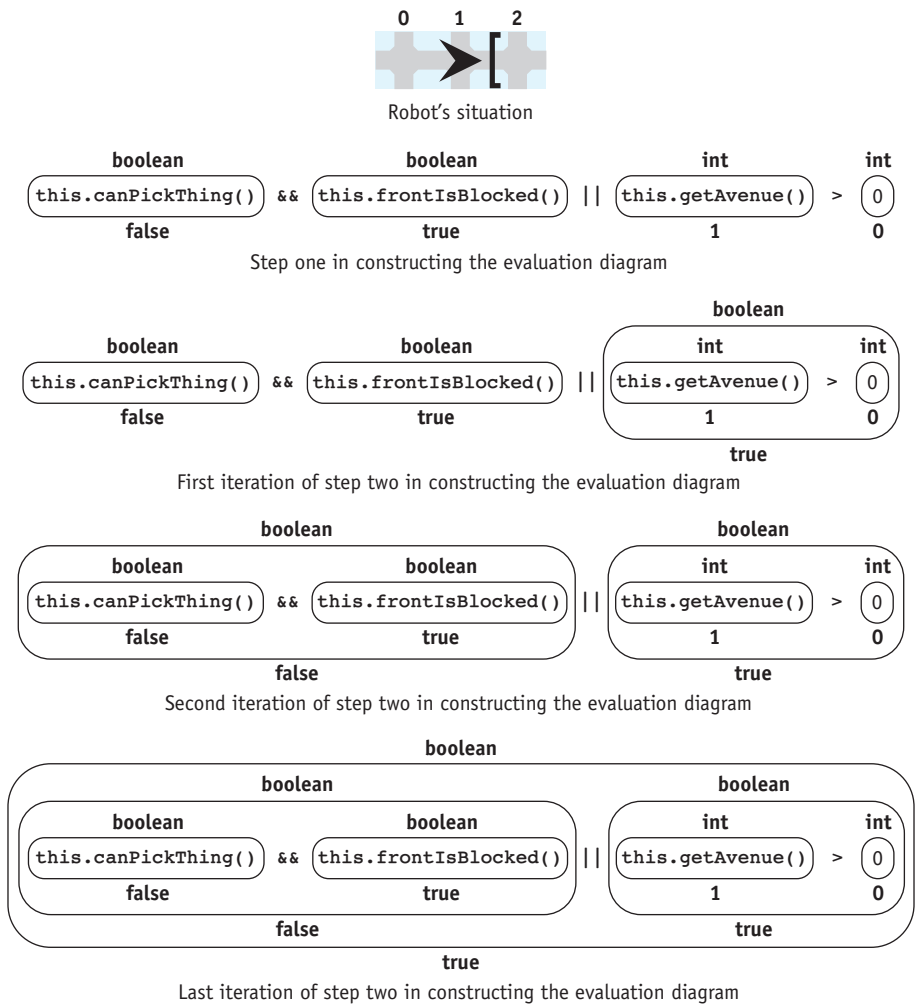 0 1 2
Robot's situation
boolean boolean int int
this.canPickThing() && this.frontIsBlocked() || this.getAvenue() > 0
false true 1 0
Step one in constructing the evaluation diagram
boolean
boolean boolean int int
this.canPickThing() && this.frontIsBlocked() || this.getAvenue() > 0
false true 1 0
true
First iteration of step two in constructing the evaluation diagram
boolean boolean
boolean boolean int int
this.canPickThing() && this.frontIsBlocked() || this.getAvenue() > 0
false true 1 0
false true
Second iteration of step two in constructing the evaluation diagram
boolean
boolean boolean
boolean boolean int int
this.canPickThing() && this.frontIsBlocked() || this.getAvenue() > 0
false true 1 0
false true
true
Last iteration of step two in constructing the evaluation diagram